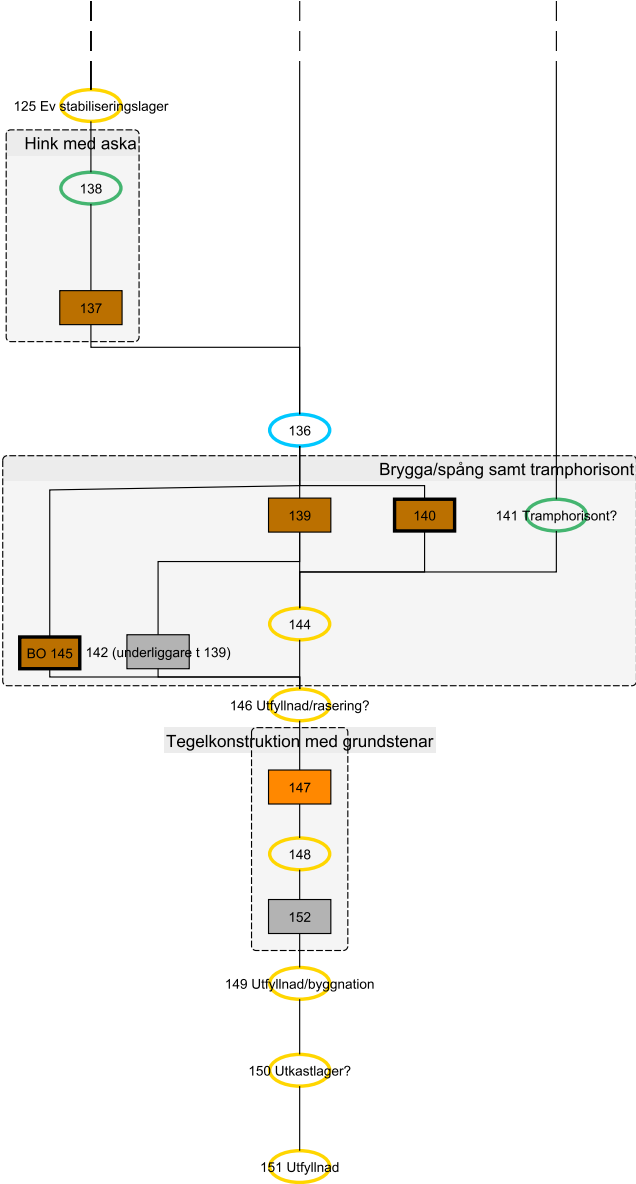 125 Ev stabiliseringslager
Hink med aska
138
137
136
Brygga/spång samt tramphorisont
139
140
141 Tramphorisont?
144
BO 145
142 (underliggare t 139)
146 Utfyllnad/rasering?
Tegelkonstruktion med grundstenar
147
148
152
149 Utfyllnad/byggnation
150 Utkastlager?
151 Utfyllnad